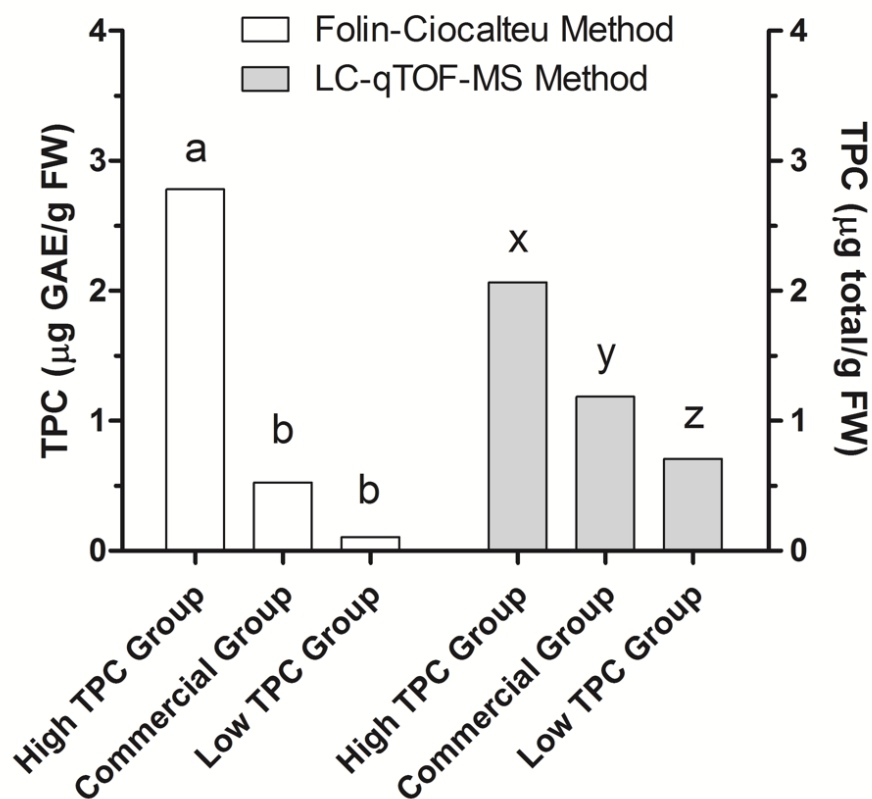 Folin-Ciocalteu Method
LC-qTOF-MS Method
TPC (μg GAE/g FW)
4
3
2
1
0
a
b
b
x
y
z
4
3
2
1
0
TPC (μg total/g FW)
High TPC Group
Commercial Group
Low TPC Group
High TPC Group
Commercial Group
Low TPC Group